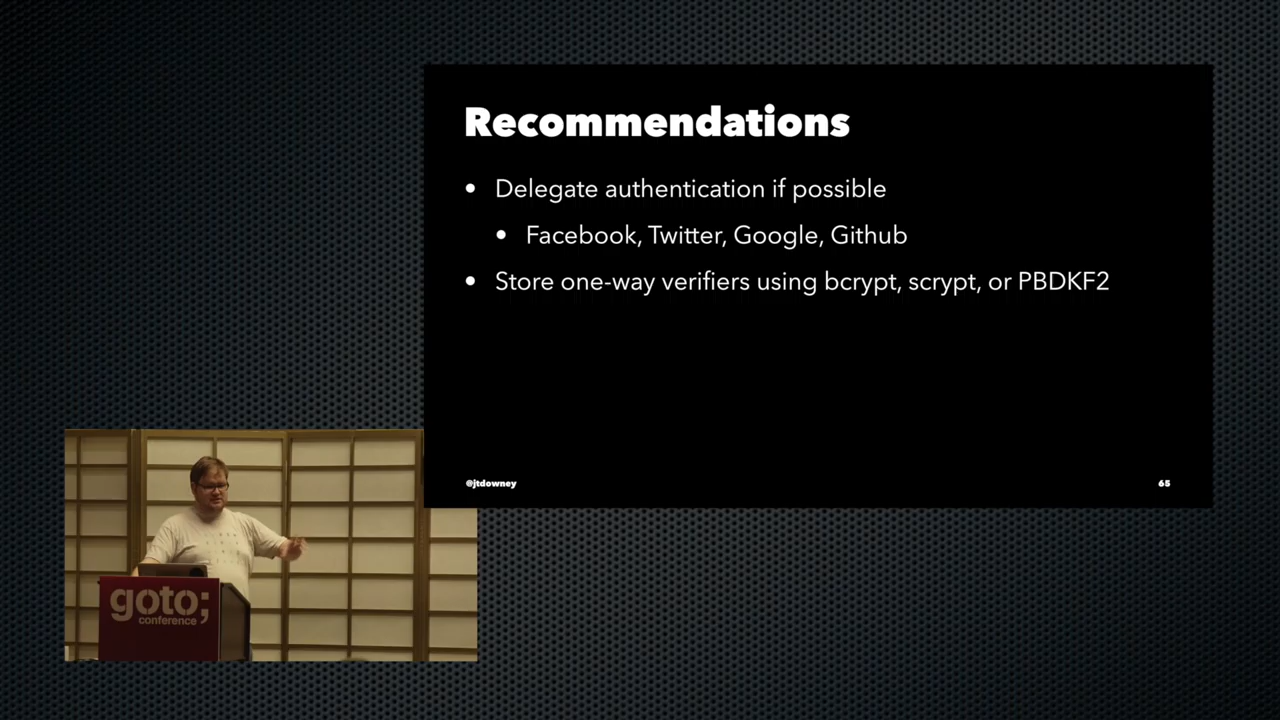 Recommendations
• Delegate authentication if possible
• Facebook, Twitter, Google, Github
• Store one-way verifiers using bcrypt, scrypt, or PBDKF2
@jtdowney
65
goto;
conference